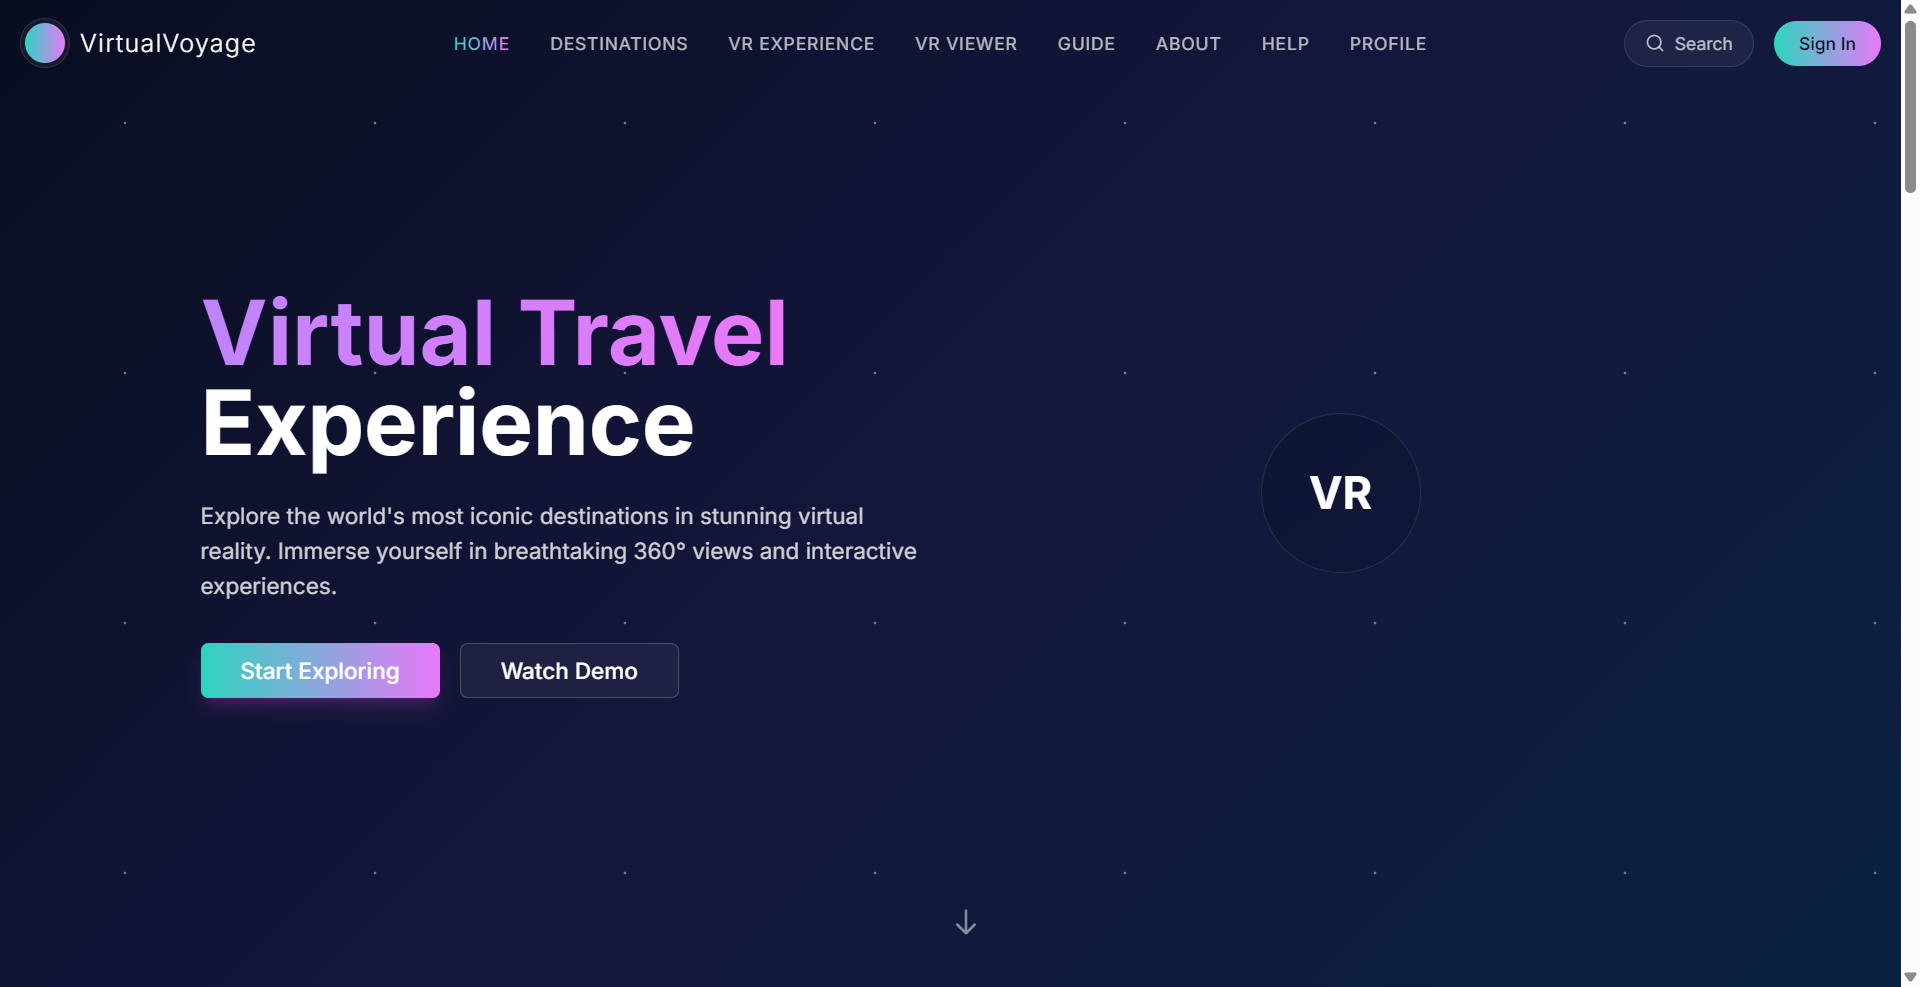 VirtualVoyage
HOME DESTINATIONS VR EXPERIENCE VR VIEWER GUIDE ABOUT HELP PROFILE
Search
Sign In
Virtual Travel
Experience
Explore the world's most iconic destinations in stunning virtual
reality. Immerse yourself in breathtaking 360° views and interactive
experiences.
Start Exploring
Watch Demo
VR